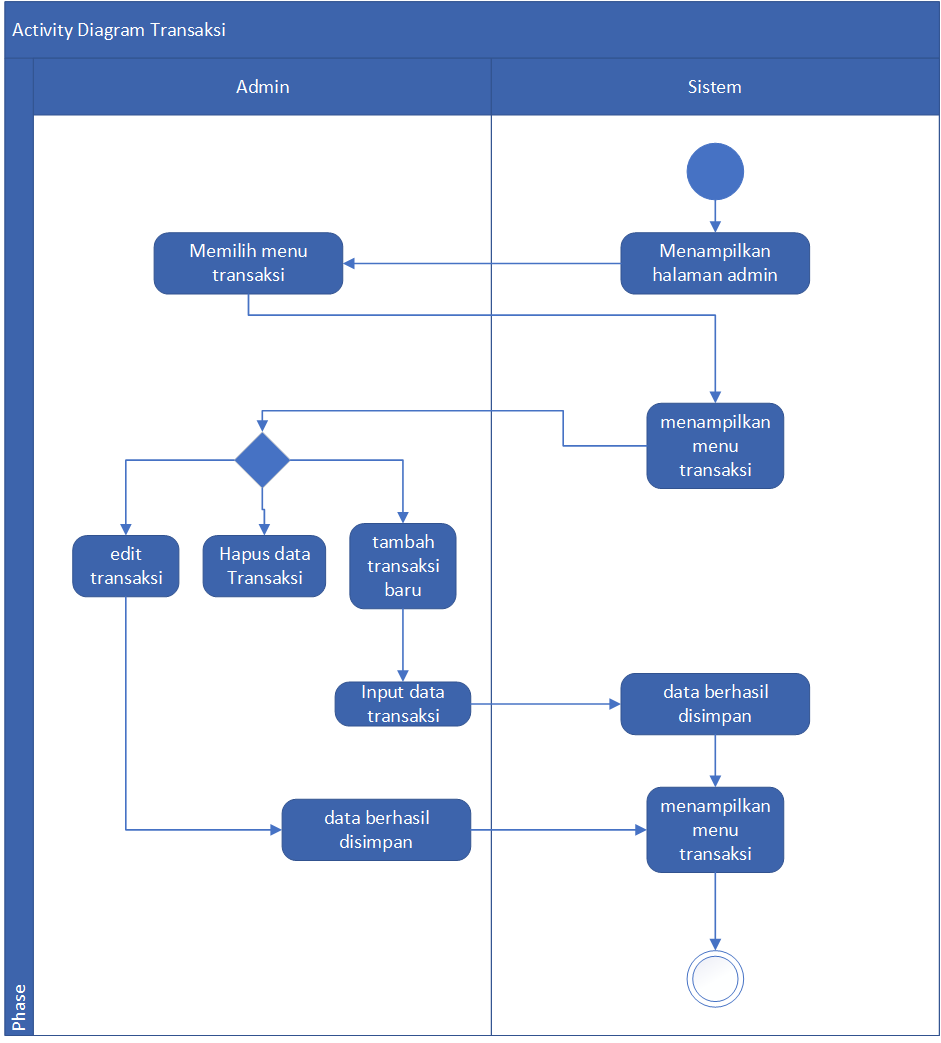 Activity Diagram Transaksi
Admin
Sistem
Memilih menu
transaksi
Menampilkan
halaman admin
menampilkan
menu
transaksi
edit
transaksi
Hapus data
Transaksi
tambah
transaksi
baru
Input data
transaksi
data berhasil
disimpan
data berhasil
disimpan
menampilkan
menu
transaksi
Phase